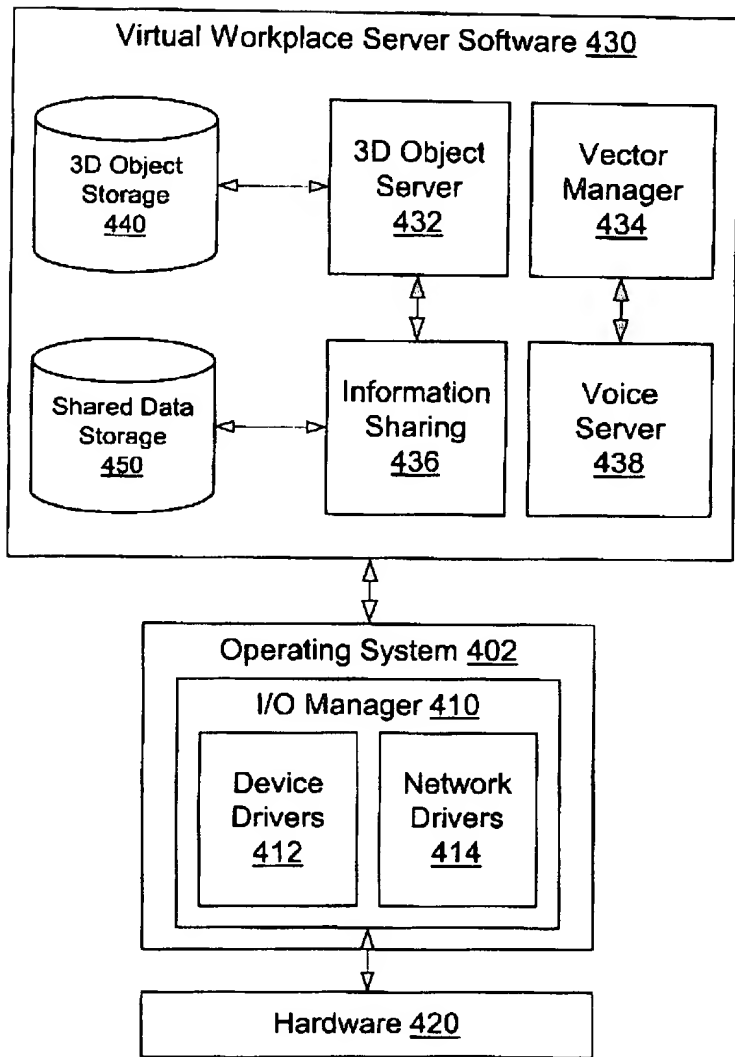 Virtual Workplace Server Software 430
3D Object
Storage
440
3D Object
Server
432
Vector
Manager
434
Shared Data
Storage
450
Information
Sharing
436
Voice
Server
438
Operating System 402
I/O Manager 410
Device
Drivers
412
Network
Drivers
414
Hardware 420